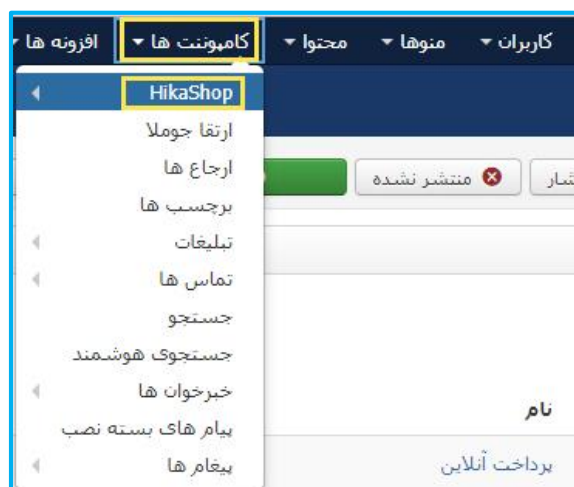 کاربران منوها محتوا کامپوننت ها افزونه ها
HikaShop
ارتقا جوملا
ارجاع ها
برچسب ها
تبلیغات
تماس ها
جستجو
جستجوی هوشمند
خبرخوان ها
پیام های بسته نصب
پیغام ها
شار منتشر نشده
نام
پرداخت آنلاین